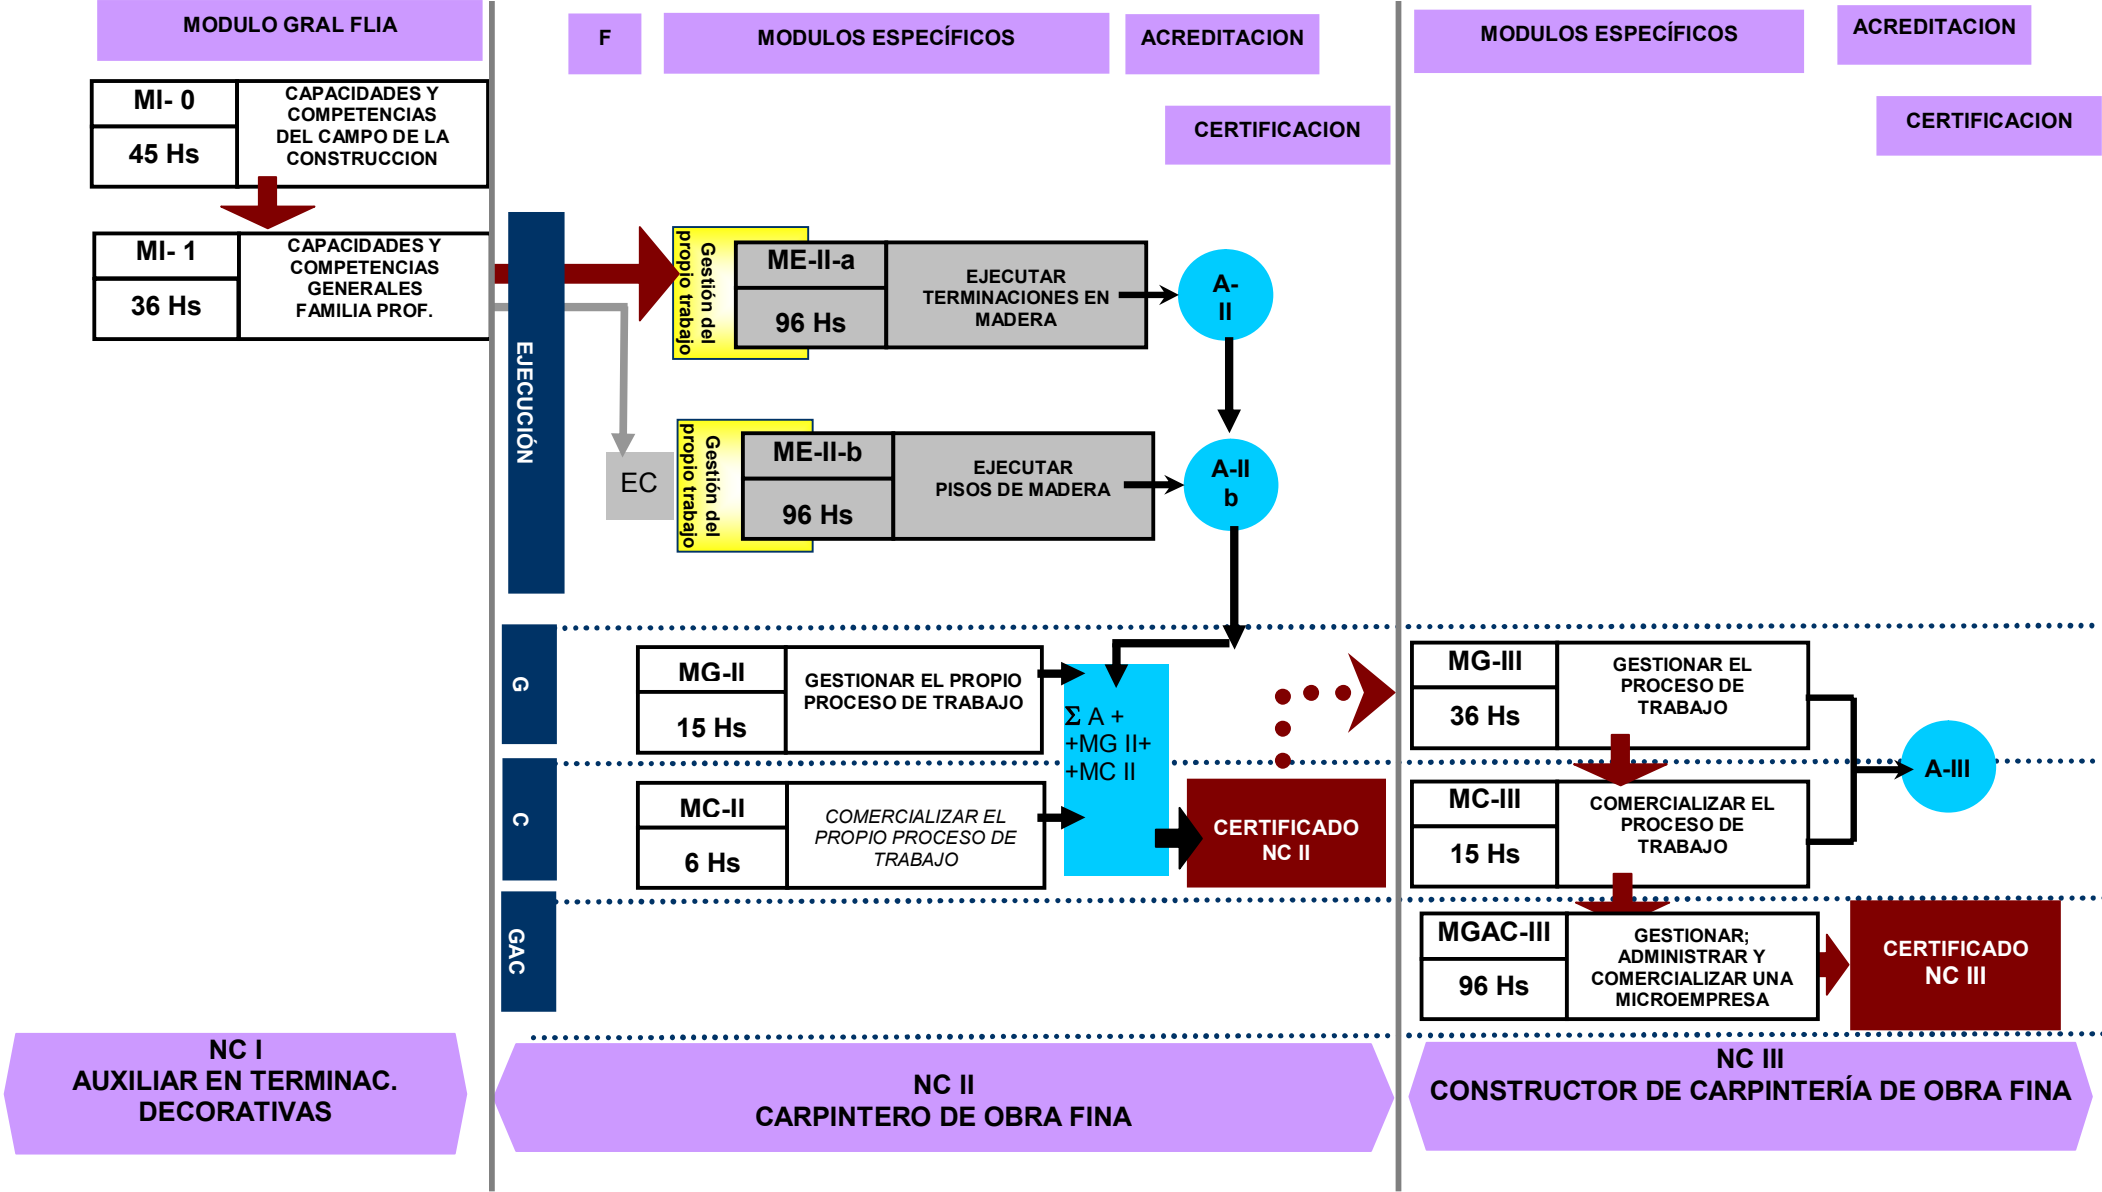 MODULO GRAL FLIA
F
MODULOS ESPECÍFICOS
ACREDITACION
CERTIFICACION
MODULOS ESPECÍFICOS
ACREDITACION
CERTIFICACION
MI- 0
45 Hs
CAPACIDADES Y
COMPETENCIAS
DEL CAMPO DE LA
CONSTRUCCION
MI- 1
36 Hs
CAPACIDADES Y
COMPETENCIAS
GENERALES
FAMILIA PROF.
EJECUCIÓN
Gestión del
propio trabajo
ME-II-a
96 Hs
EJECUTAR
TERMINACIONES EN
MADERA
A-
II
EC
Gestión del
propio trabajo
ME-II-b
96 Hs
EJECUTAR
PISOS DE MADERA
A-II
b
G
MG-II
15 Hs
GESTIONAR EL PROPIO
PROCESO DE TRABAJO
Σ A +
+MG II+
+MC II
C
MC-II
6 Hs
COMERCIALIZAR EL
PROPIO PROCESO DE
TRABAJO
CERTIFICADO
NC II
GAC
MG-III
36 Hs
GESTIONAR EL
PROCESO DE
TRABAJO
MC-III
15 Hs
COMERCIALIZAR EL
PROCESO DE
TRABAJO
A-III
MGAC-III
96 Hs
GESTIONAR;
ADMINISTRAR Y
COMERCIALIZAR UNA
MICROEMPRESA
CERTIFICADO
NC III
NC I
AUXILIAR EN TERMINAC.
DECORATIVAS
NC II
CARPINTERO DE OBRA FINA
NC III
CONSTRUCTOR DE CARPINTERÍA DE OBRA FINA